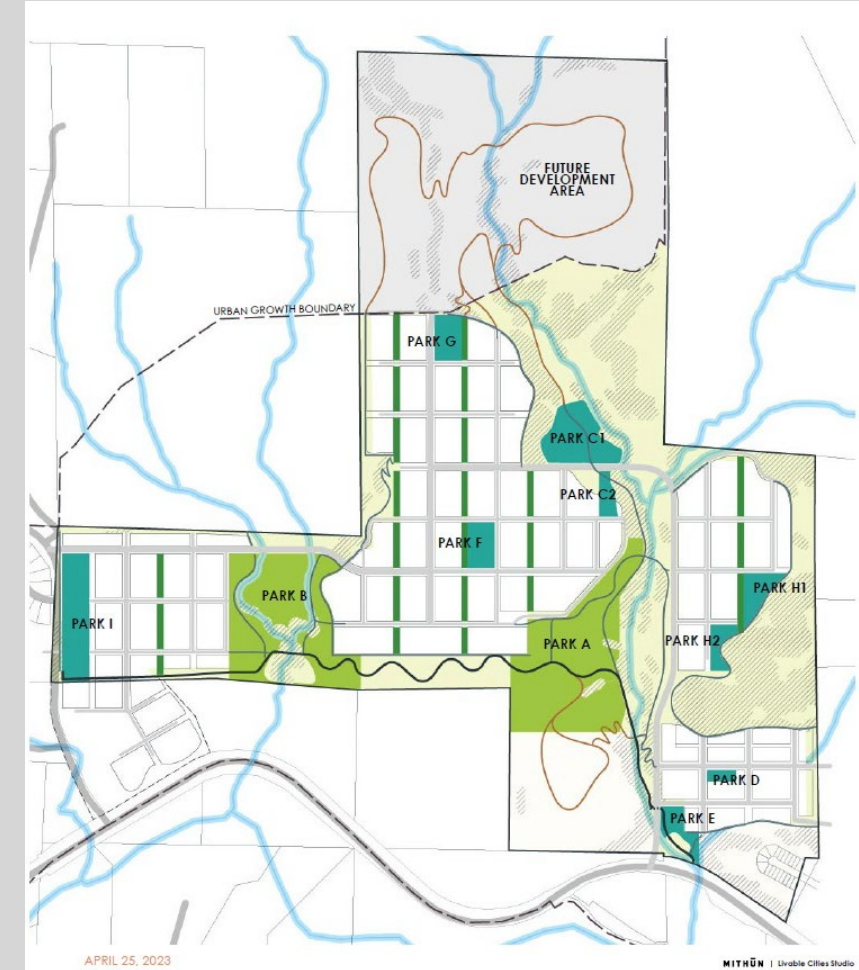 FUTURE
DEVELOPMENT
AREA
URBAN GROWTH BOUNDARY
PARK G
PARK C1
PARK C2
PARK F
PARK H1
PARK B
PARK I
PARK H2
PARK A
PARK D
PARK E
APRIL 25, 2023
MITHŪN | Livable Cities Studio